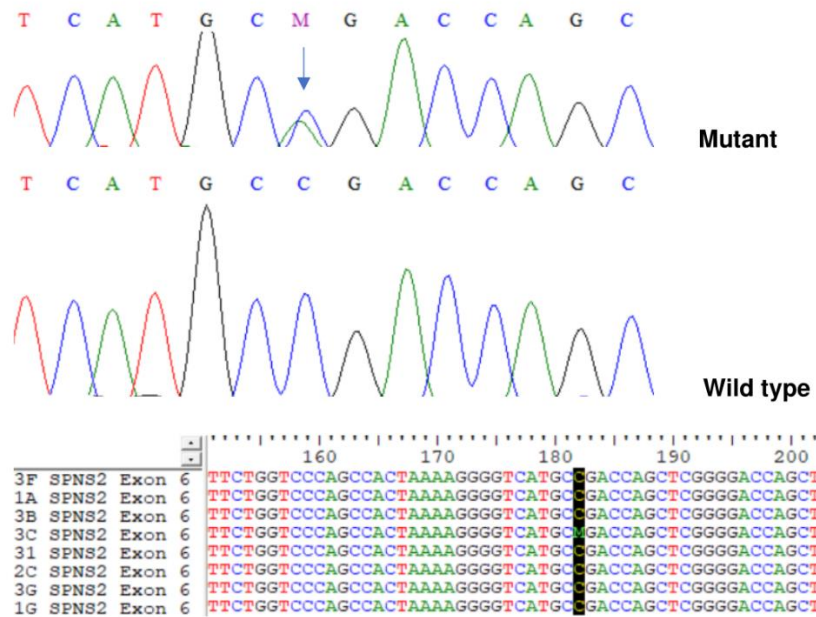 T C A T G C M G A C C A G C
Mutant
T C A T G C C G A C C A G C
Wild type
160 170 180 190 200
3F SPNS2 Exon 6 TTCTGGTCCCAGCCACTAAAAGGGGTCATGCCGACCAGCTCGGGGACCAGCT
1A SPNS2 Exon 6 TTCTGGTCCCAGCCACTAAAAGGGGTCATGCCGACCAGCTCGGGGACCAGCT
3B SPNS2 Exon 6 TTCTGGTCCCAGCCACTAAAAGGGGTCATGCCGACCAGCTCGGGGACCAGCT
3C SPNS2 Exon 6 TTCTGGTCCCAGCCACTAAAAGGGGTCATGCMGACCAGCTCGGGGACCAGCT
31 SPNS2 Exon 6 TTCTGGTCCCAGCCACTAAAAGGGGTCATGCCGACCAGCTCGGGGACCAGCT
2C SPNS2 Exon 6 TTCTGGTCCCAGCCACTAAAAGGGGTCATGCCGACCAGCTCGGGGACCAGCT
3G SPNS2 Exon 6 TTCTGGTCCCAGCCACTAAAAGGGGTCATGCCGACCAGCTCGGGGACCAGCT
1G SPNS2 Exon 6 TTCTGGTCCCAGCCACTAAAAGGGGTCATGCCGACCAGCTCGGGGACCAGCT